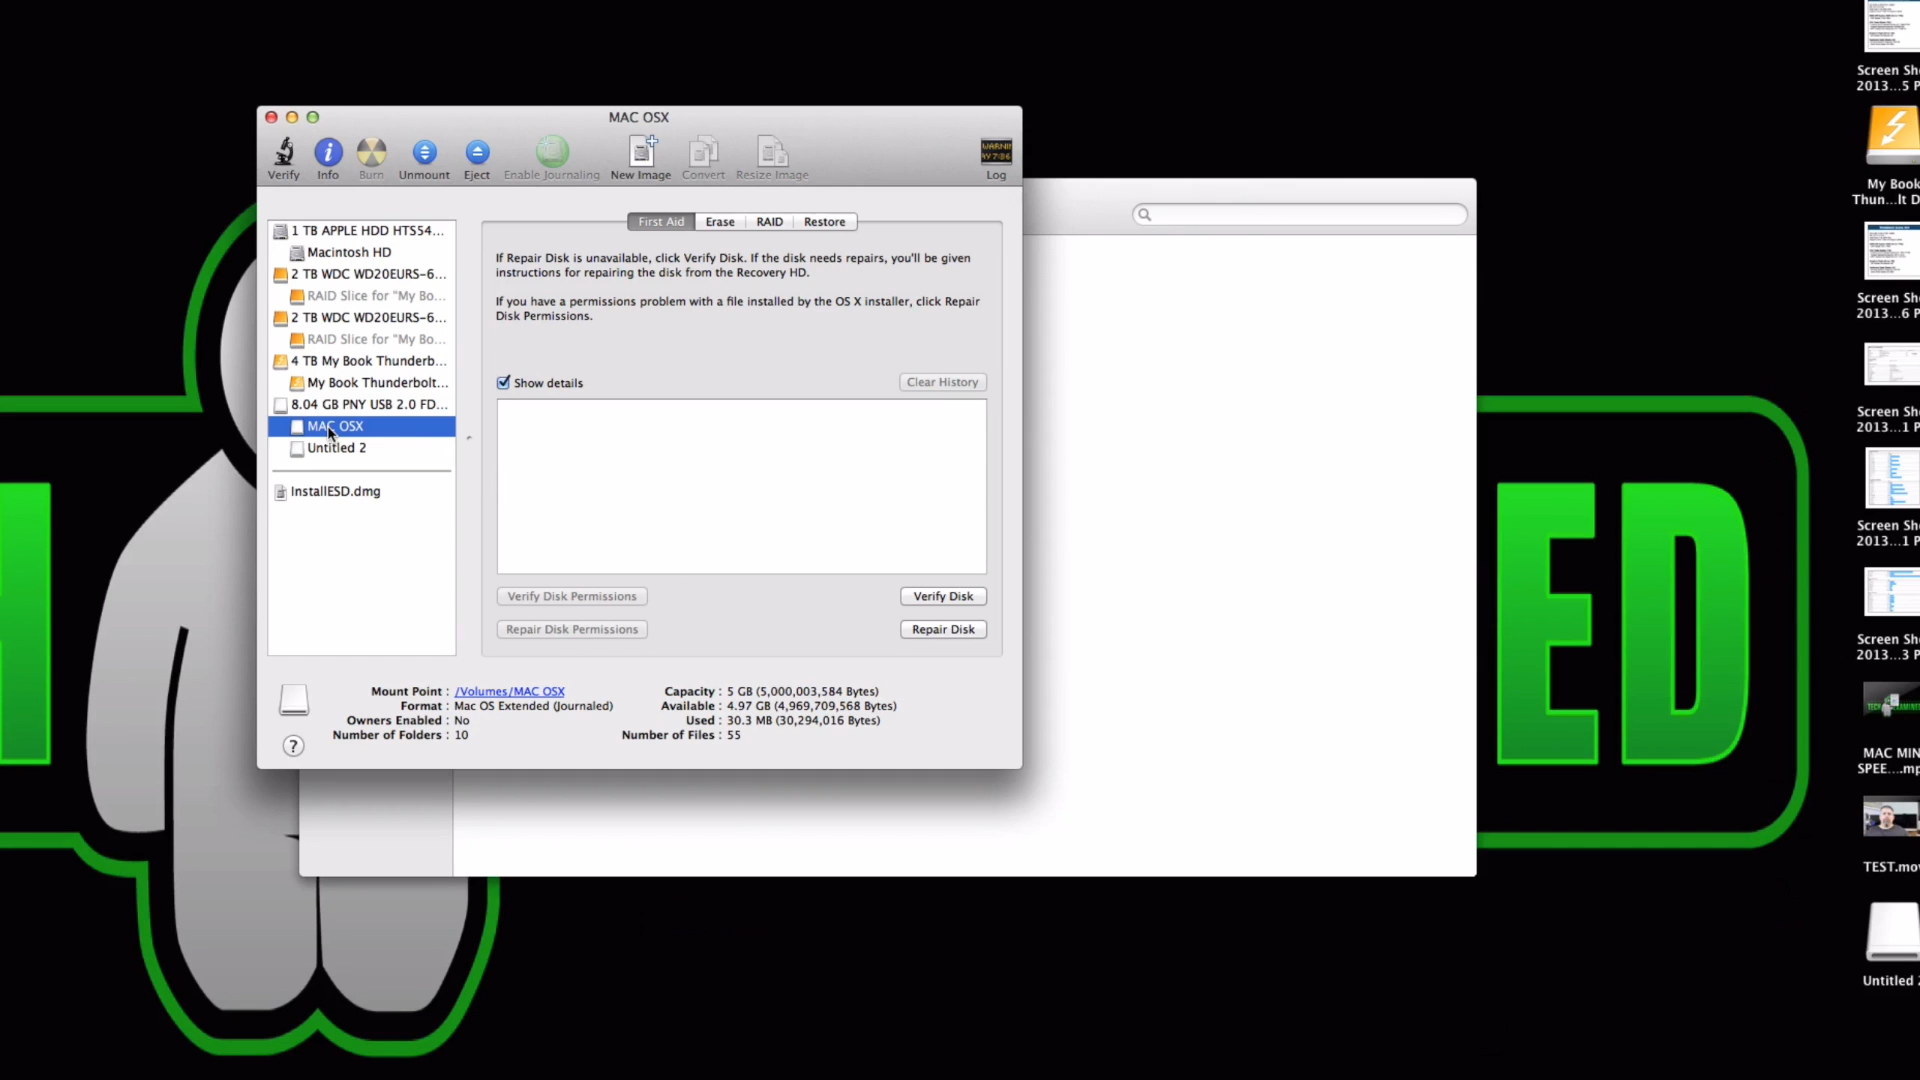 MAC OSX
Verify
Info
Burn
Unmount
Eject
Enable Journaling
New Image
Convert
Resize Image
WARNIN
AY 7:06
Log
1 TB APPLE HDD HTS54...
Macintosh HD
2 TB WDC WD20EURS-6...
RAID Slice for "My Bo...
2 TB WDC WD20EURS-6...
RAID Slice for "My Bo...
4 TB My Book Thunderb...
My Book Thunderbolt...
8.04 GB PNY USB 2.0 FD...
MAC OSX
Untitled 2
InstallESD.dmg
First Aid
Erase
RAID
Restore
If Repair Disk is unavailable, click Verify Disk. If the disk needs repairs, you'll be given
instructions for repairing the disk from the Recovery HD.
If you have a permissions problem with a file installed by the OS X installer, click Repair
Disk Permissions.
Show details
Clear History
Verify Disk Permissions
Verify Disk
Repair Disk Permissions
Repair Disk
Mount Point : /Volumes/MAC OSX
Format : Mac OS Extended (Journaled)
Owners Enabled : No
Number of Folders : 10
Capacity : 5 GB (5,000,003,584 Bytes)
Available : 4.97 GB (4,969,709,568 Bytes)
Used : 30.3 MB (30,294,016 Bytes)
Number of Files : 55
?
ED
Screen Sh
2013...5 P
My Book
Thun...lt D
Screen Sh
2013...6 P
Screen Sh
2013...1 P
Screen Sh
2013...1 P
Screen Sh
2013...3 P
MAC MIN
SPEE....mp
TEST.mov
Untitled 2